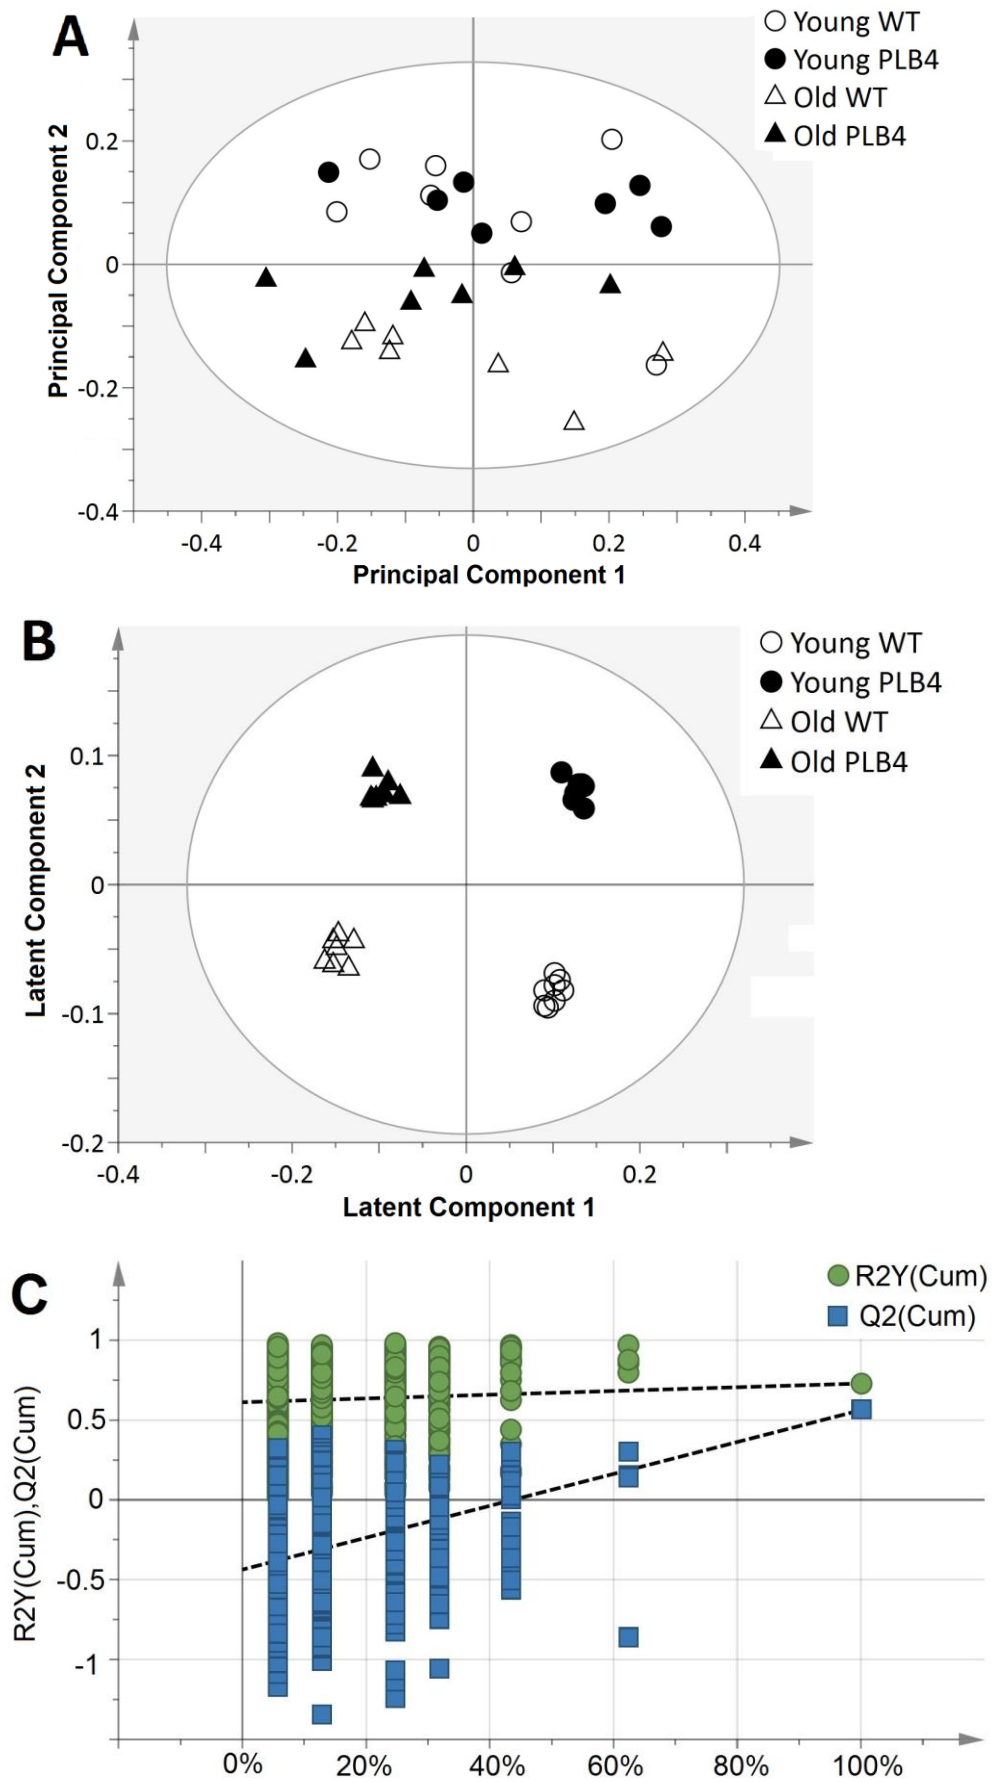 A
Young WT
Young PLB4
Old WT
Old PLB4
Principal Component 2
0.2
0
-0.2
-0.4
-0.4 -0.2 0 0.2 0.4
Principal Component 1
B
Young WT
Young PLB4
Old WT
Old PLB4
Latent Component 2
0.1
0
-0.1
-0.2
-0.4 -0.2 0 0.2
Latent Component 1
C
R2Y(Cum)
Q2(Cum)
R2Y(Cum),Q2(Cum)
1
0.5
0
-0.5
-1
0% 20% 40% 60% 80% 100%